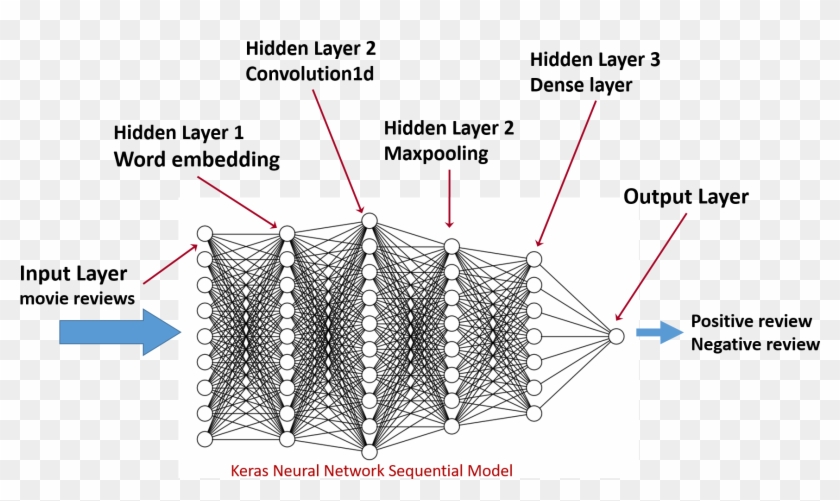 Hidden Layer 2
Convolution1d
Hidden Layer 3
Dense layer
Hidden Layer 1
Word embedding
Hidden Layer 2
Maxpooling
Output Layer
Input Layer
movie reviews
Positive review
Negative review
Keras Neural Network Sequential Model